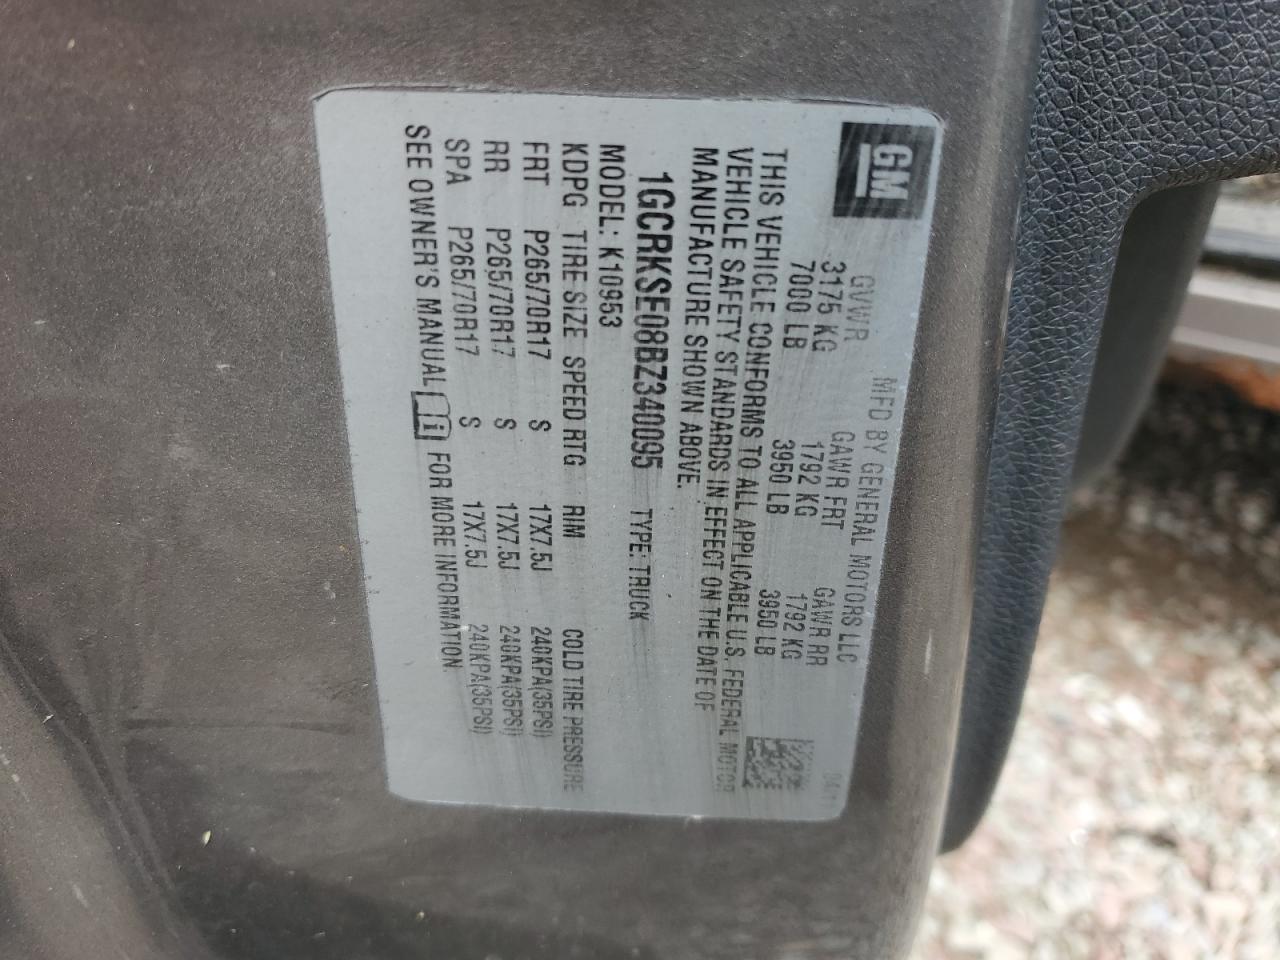 GM
MFD BY GENERAL MOTORS LLC 04/11
GVWR GAWR FRT GAWR RR
3175 KG 1792 KG 1792 KG
7000 LB 3950 LB 3950 LB
THIS VEHICLE CONFORMS TO ALL APPLICABLE U.S. FEDERAL MOTOR
VEHICLE SAFETY STANDARDS IN EFFECT ON THE DATE OF
MANUFACTURE SHOWN ABOVE.
1GCRKSE08BZ340095 TYPE: TRUCK
MODEL: K10953
KDPG TIRE SIZE SPEED RTG RIM COLD TIRE PRESSURE
FRT P265/70R17 S 17X7.5J 240KPA(35PSI)
RR P265/70R17 S 17X7.5J 240KPA(35PSI)
SPA P265/70R17 S 17X7.5J 240KPA(35PSI)
SEE OWNER'S MANUAL i FOR MORE INFORMATION.